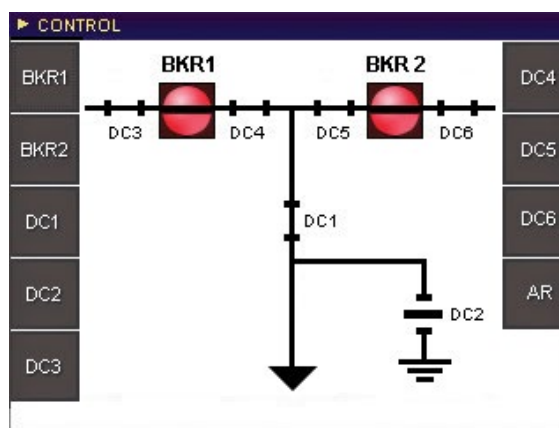 CONTROL
BKR1
BKR2
DC1
DC2
DC3
BKR1
BKR 2
DC3
DC4
DC5
DC6
DC1
DC2
DC4
DC5
DC6
AR